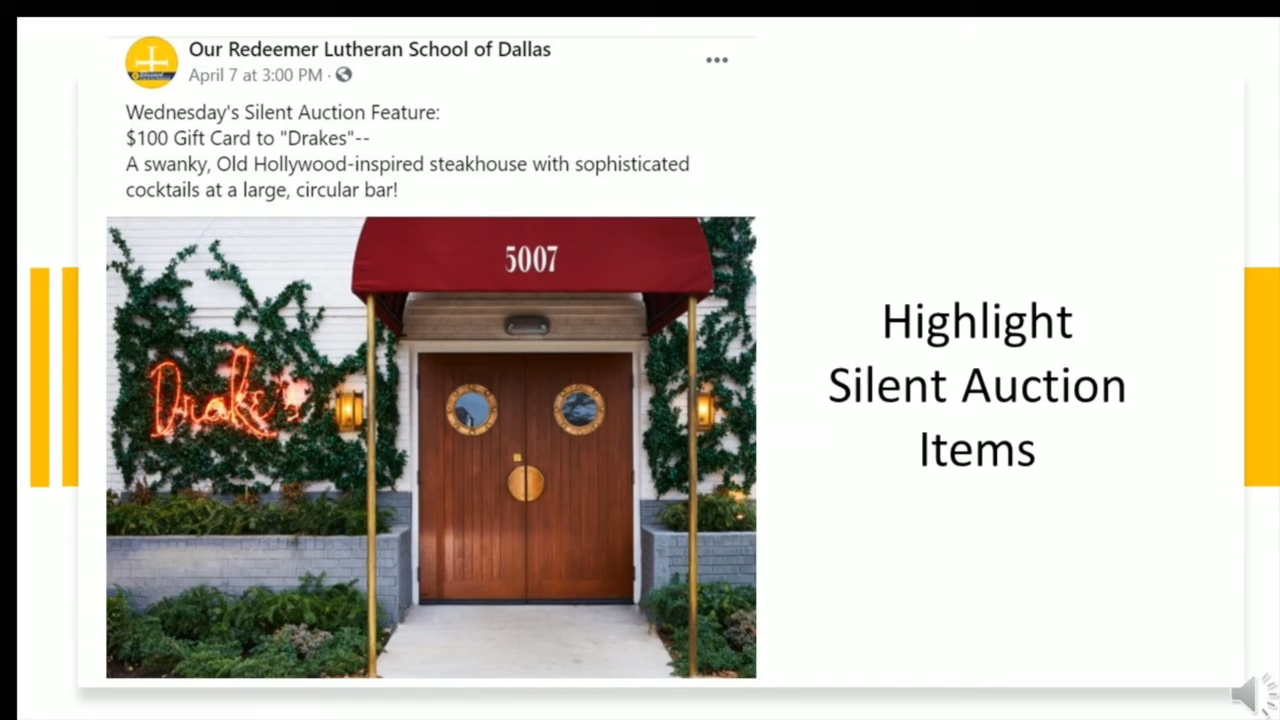 Our Redeemer Lutheran School of Dallas
April 7 at 3:00 PM ·
Wednesday's Silent Auction Feature:
$100 Gift Card to "Drakes"--
A swanky, Old Hollywood-inspired steakhouse with sophisticated
cocktails at a large, circular bar!
5007
Drake's
Highlight
Silent Auction
Items